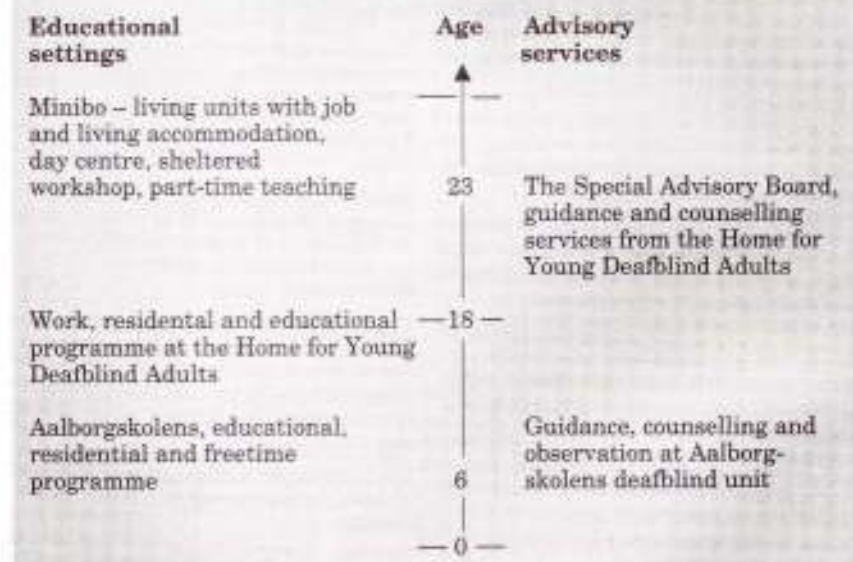 Educational settings
Age
Advisory services
Minibo – living units with job
and living accommodation,
day centre, sheltered
workshop, part-time teaching
23
The Special Advisory Board,
guidance and counselling
services from the Home for
Young Deafblind Adults
Work, residental and educational
programme at the Home for Young
Deafblind Adults
18
Aalborgskolens, educational,
residential and freetime
programme
6
Guidance, counselling and
observation at Aalborg-
skolens deafblind unit
0